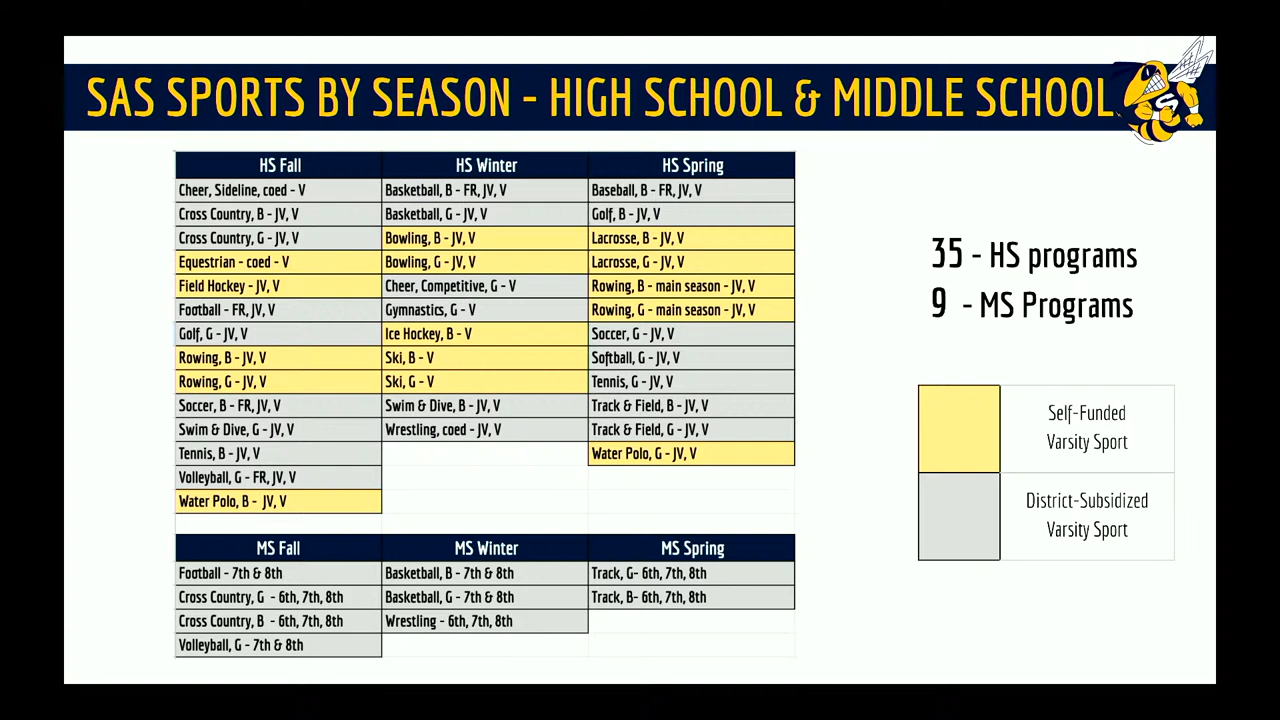 SAS SPORTS BY SEASON - HIGH SCHOOL & MIDDLE SCHOOL
HS Fall HS Winter HS Spring
Cheer, Sideline, coed - V Basketball, B - FR, JV, V Baseball, B - FR, JV, V
Cross Country, B - JV, V Basketball, G - JV, V Golf, B - JV, V
Cross Country, G - JV, V Bowling, B - JV, V Lacrosse, B - JV, V
Equestrian - coed - V Bowling, G - JV, V Lacrosse, G - JV, V
Field Hockey - JV, V Cheer, Competitive, G - V Rowing, B - main season - JV, V
Football - FR, JV, V Gymnastics, G - V Rowing, G - main season - JV, V
Golf, G - JV, V Ice Hockey, B - V Soccer, G - JV, V
Rowing, B - JV, V Ski, B - V Softball, G - JV, V
Rowing, G - JV, V Ski, G - V Tennis, G - JV, V
Soccer, B - FR, JV, V Swim & Dive, B - JV, V Track & Field, B - JV, V
Swim & Dive, G - JV, V Wrestling, coed - JV, V Track & Field, G - JV, V
Tennis, B - JV, V Water Polo, G - JV, V
Volleyball, G - FR, JV, V
Water Polo, B - JV, V
MS Fall MS Winter MS Spring
Football - 7th & 8th Basketball, B - 7th & 8th Track, G- 6th, 7th, 8th
Cross Country, G - 6th, 7th, 8th Basketball, G - 7th & 8th Track, B- 6th, 7th, 8th
Cross Country, B - 6th, 7th, 8th Wrestling - 6th, 7th, 8th
Volleyball, G - 7th & 8th
35 - HS programs
9 - MS Programs
Self-Funded
Varsity Sport
District-Subsidized
Varsity Sport
S